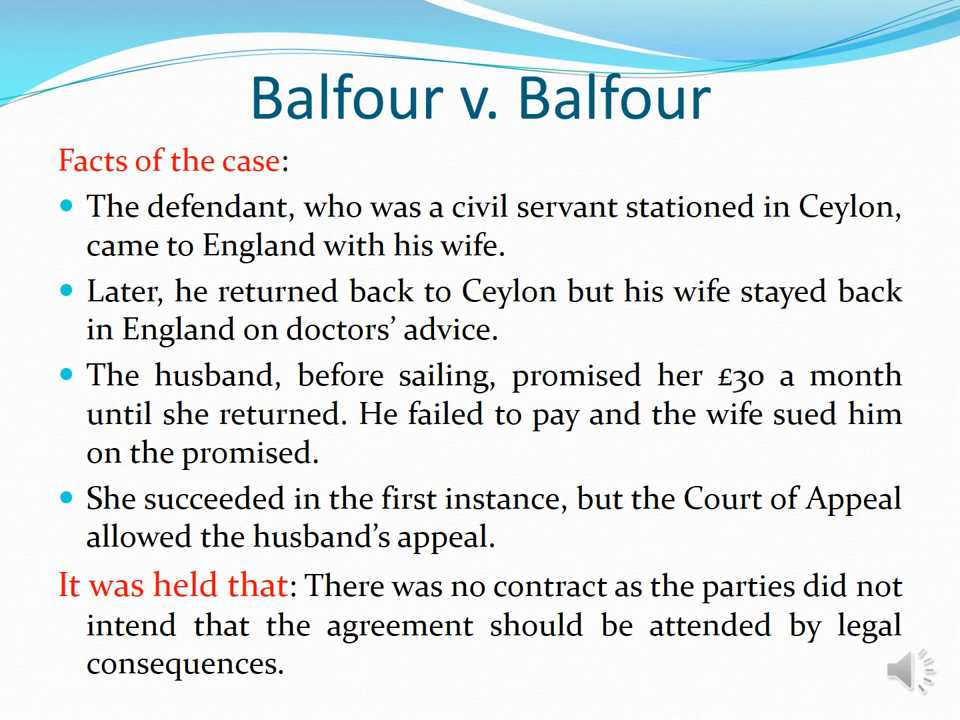 Balfour v. Balfour
Facts of the case:
• The defendant, who was a civil servant stationed in Ceylon,
came to England with his wife.
• Later, he returned back to Ceylon but his wife stayed back
in England on doctors’ advice.
• The husband, before sailing, promised her £30 a month
until she returned. He failed to pay and the wife sued him
on the promised.
• She succeeded in the first instance, but the Court of Appeal
allowed the husband’s appeal.
It was held that: There was no contract as the parties did not
intend that the agreement should be attended by legal
consequences.